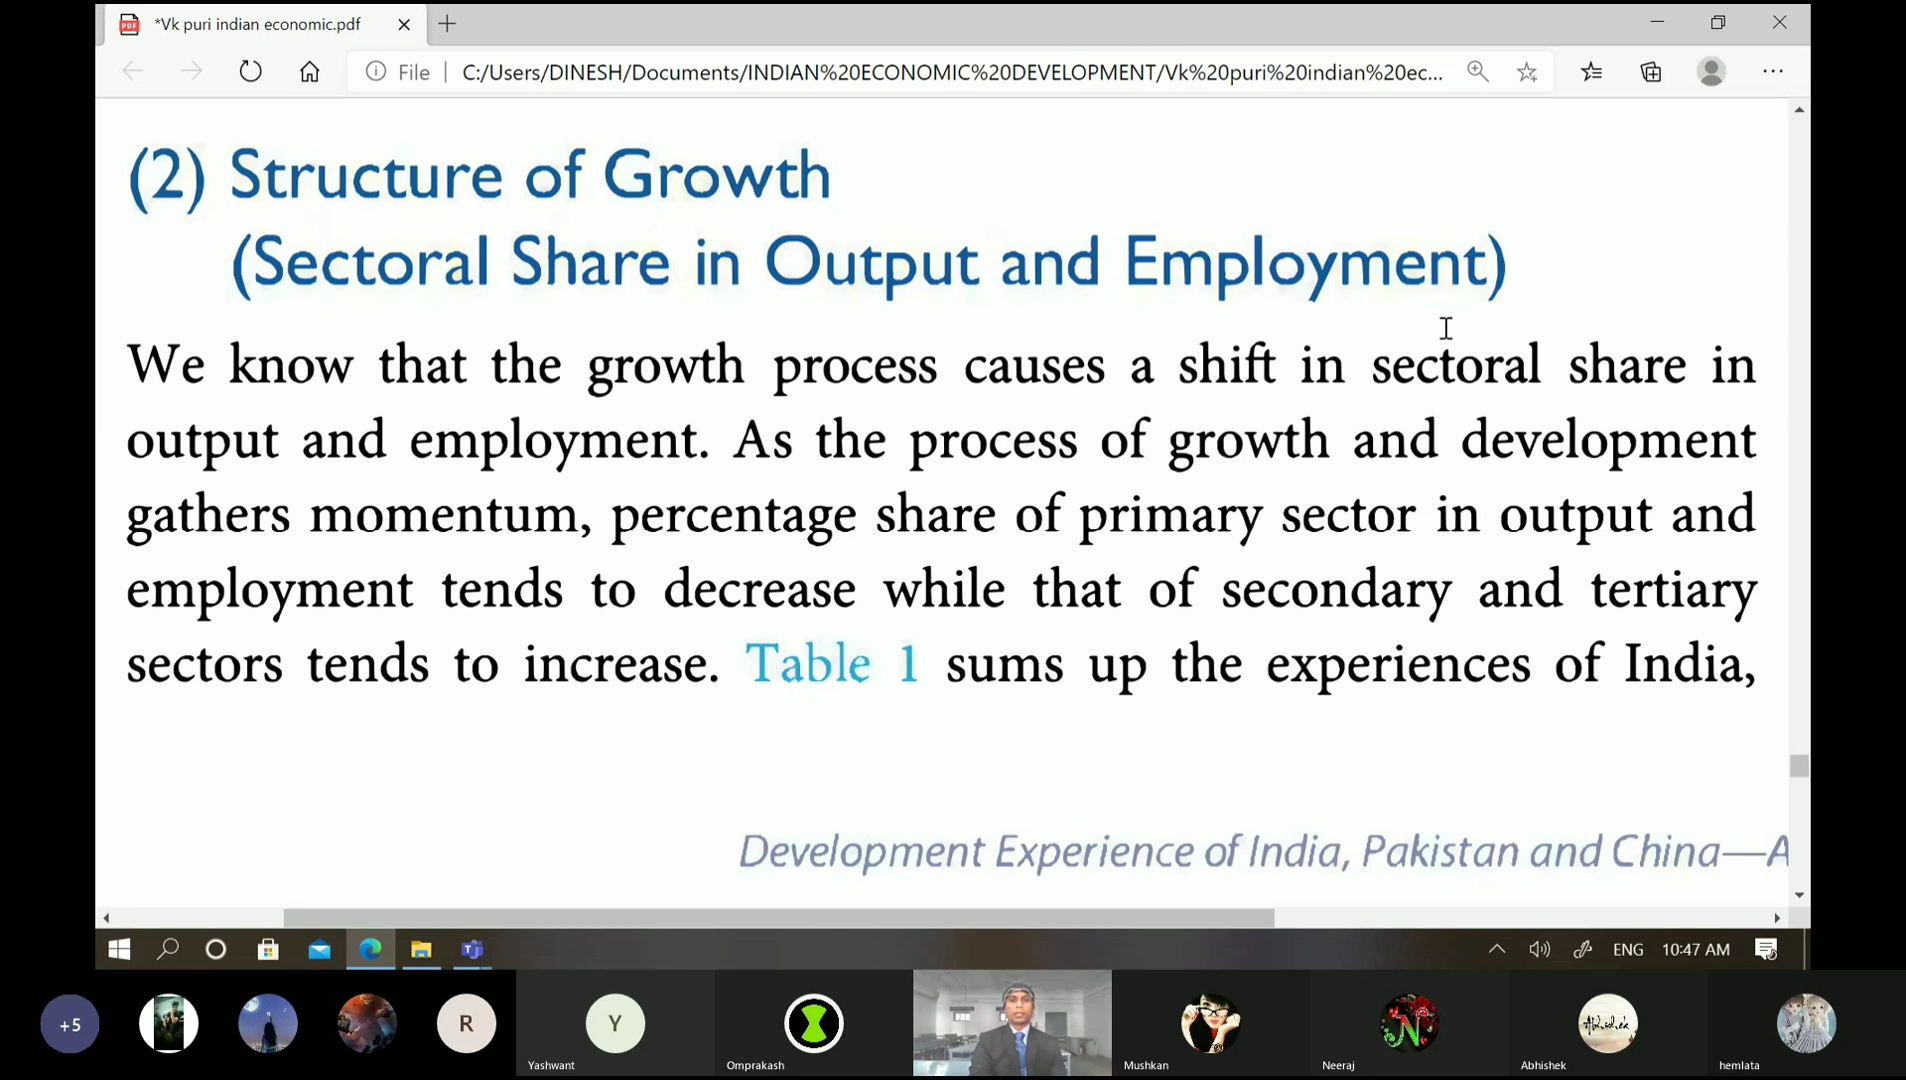 *Vk puri indian economic.pdf
File
C:/Users/DINESH/Documents/INDIAN%20ECONOMIC%20DEVELOPMENT/Vk%20puri%20indian%20ec...
(2) Structure of Growth
(Sectoral Share in Output and Employment)
We know that the growth process causes a shift in sectoral share in
output and employment. As the process of growth and development
gathers momentum, percentage share of primary sector in output and
employment tends to decrease while that of secondary and tertiary
sectors tends to increase. Table 1 sums up the experiences of India,
Development Experience of India, Pakistan and China—A
ENG 10:47 AM
+5
R
Y
N
Abhishek
Yashwant
Omprakash
Mushkan
Neeraj
Abhishek
hemlata